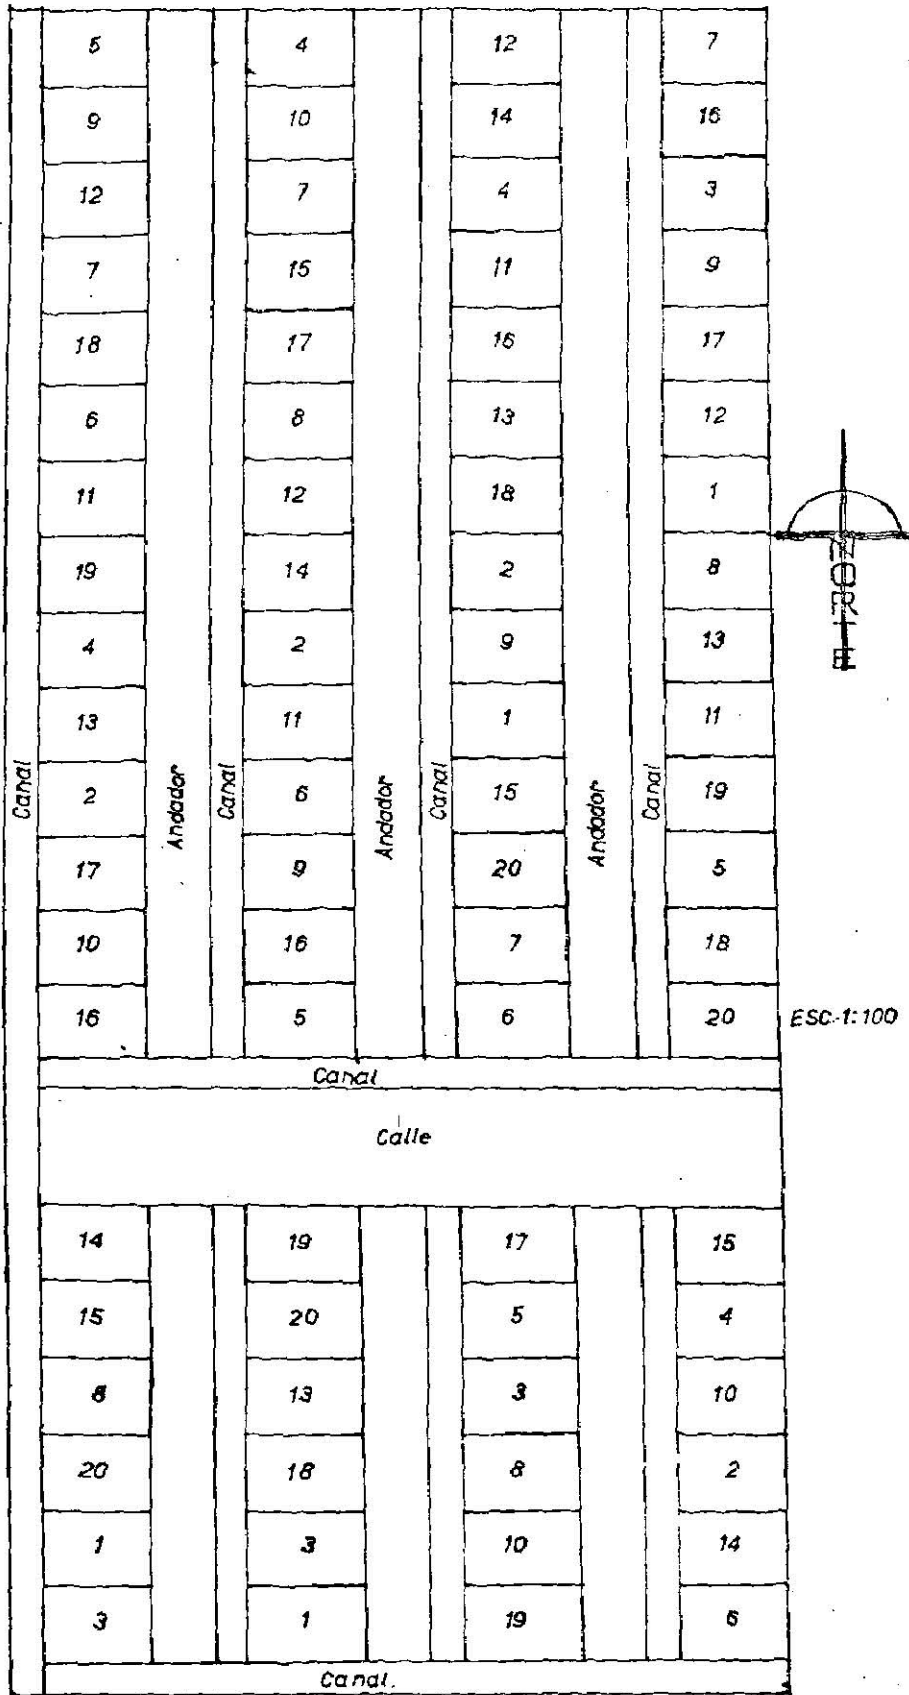 5 4 12 7
9 10 14 16
12 7 4 3
7 15 11 9
18 17 16 17
6 8 13 12
11 12 18 1
19 14 2 8
4 2 9 13
13 11 1 11
2 6 15 19
17 9 20 5
10 16 7 18
16 5 6 20
Canal
Andador
Canal
Andador
Canal
Andador
Canal
NORTE
ESC.-1:100
Canal
Calle
14 19 17 15
15 20 5 4
8 13 3 10
20 18 8 2
1 3 10 14
3 1 19 6
Canal.